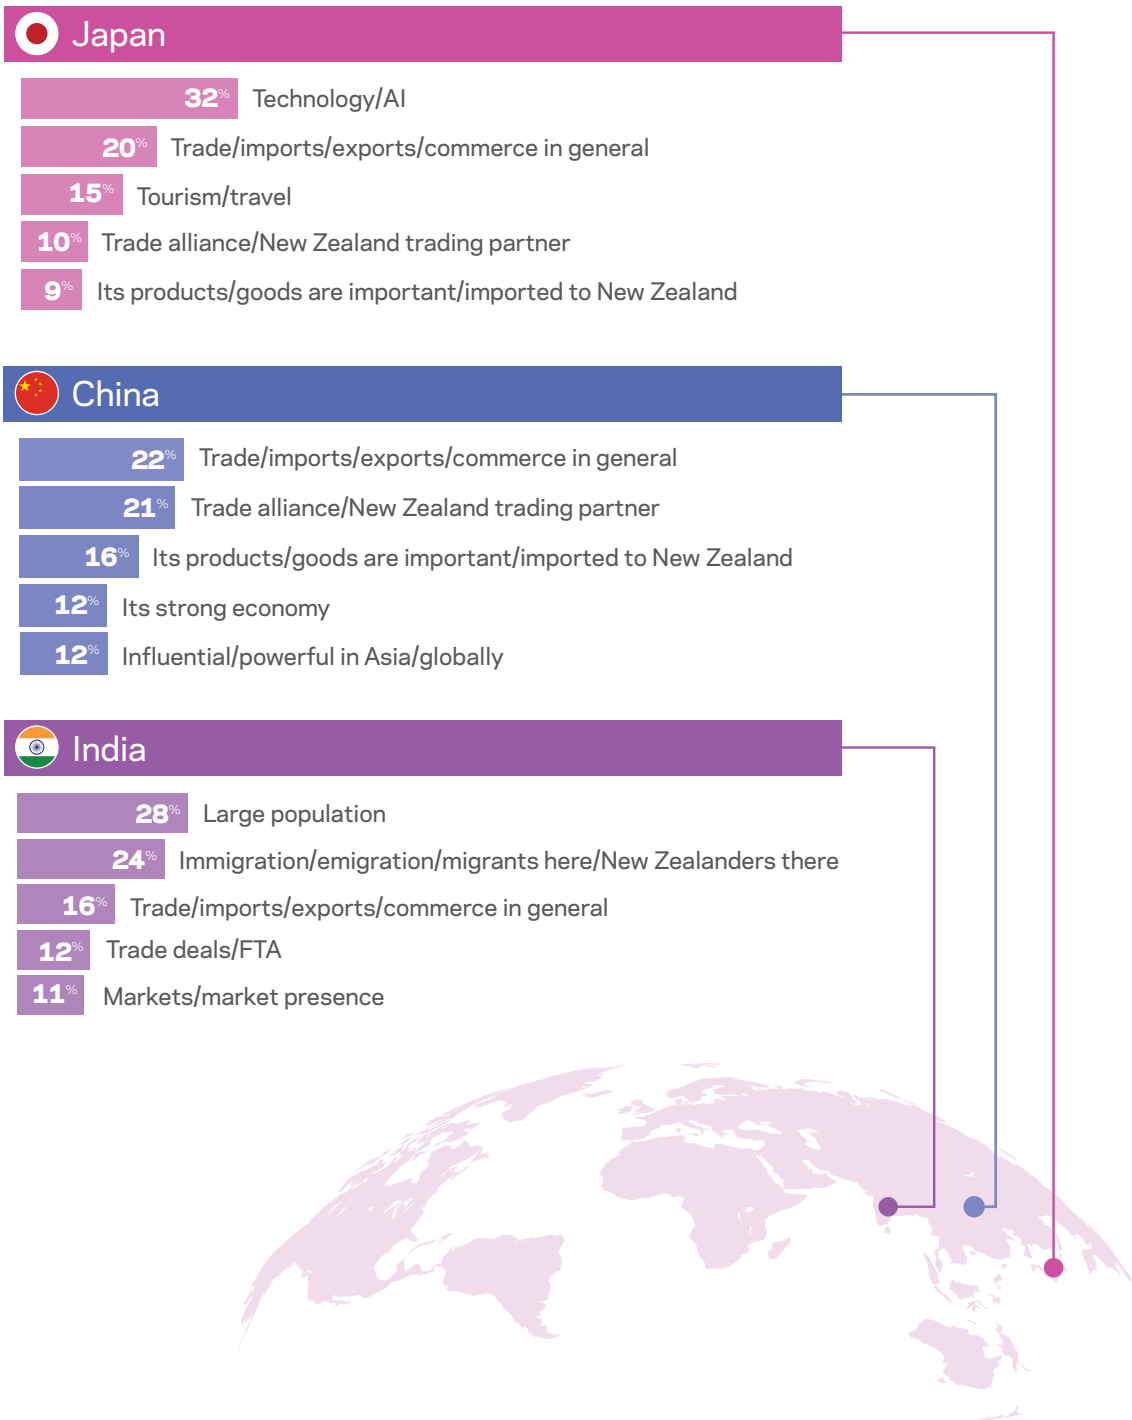 Japan
32% Technology/AI
20% Trade/imports/exports/commerce in general
15% Tourism/travel
10% Trade alliance/New Zealand trading partner
9% Its products/goods are important/imported to New Zealand
China
22% Trade/imports/exports/commerce in general
21% Trade alliance/New Zealand trading partner
16% Its products/goods are important/imported to New Zealand
12% Its strong economy
12% Influential/powerful in Asia/globally
India
28% Large population
24% Immigration/emigration/migrants here/New Zealanders there
16% Trade/imports/exports/commerce in general
12% Trade deals/FTA
11% Markets/market presence